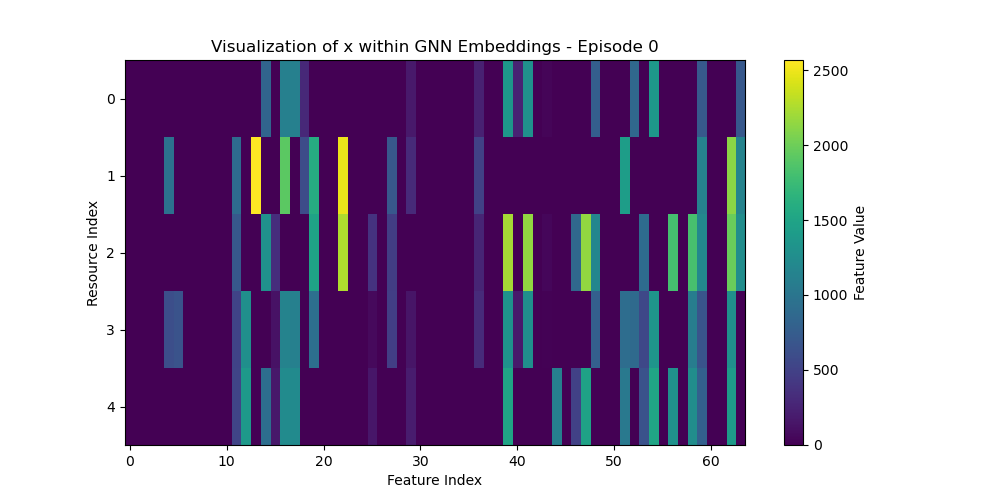 Visualization of x within GNN Embeddings - Episode 0
Resource Index
0
1
2
3
4
0 10 20 30 40 50 60
Feature Index
2500
2000
1500
1000
500
0
Feature Value